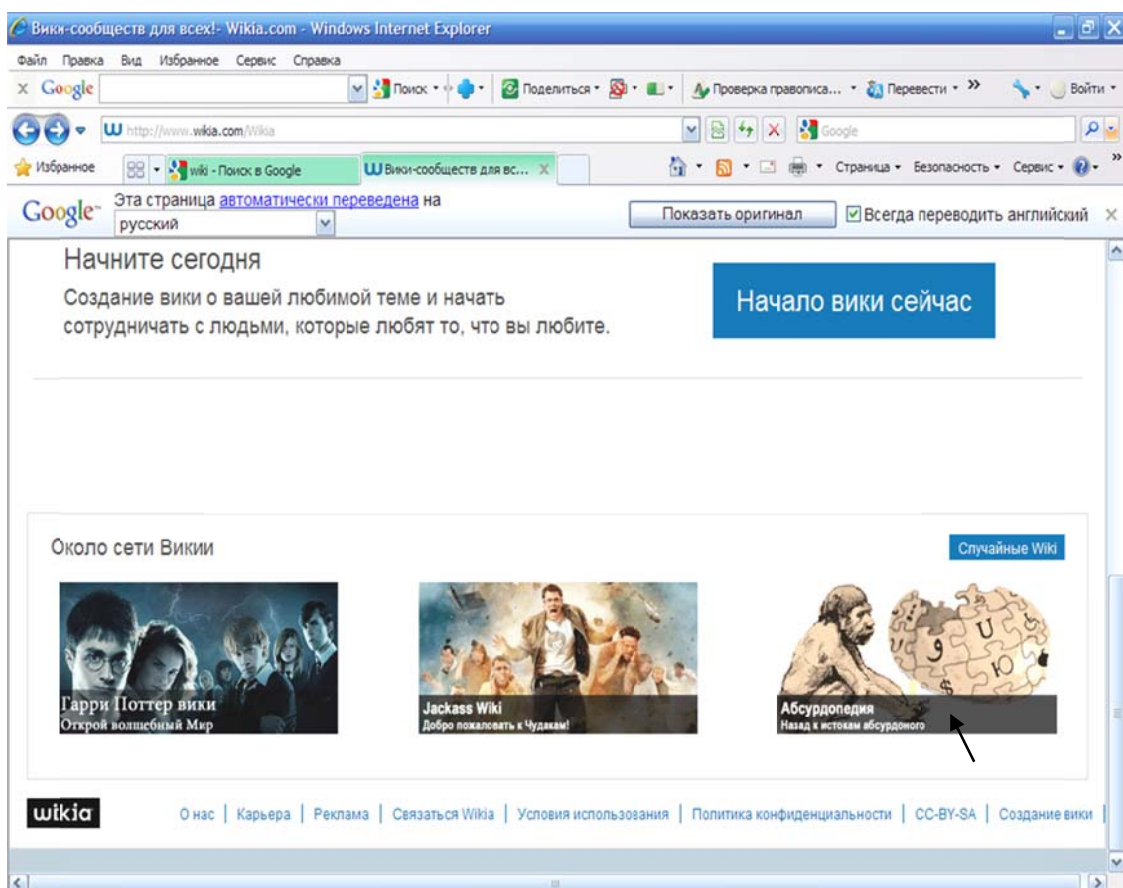 Вики-сообществ для всех!- Wikia.com - Windows Internet Explorer
Файл Правка Вид Избранное Сервис Справка
x Google Поиск Поделиться Проверка правописа... Перевести » Войти
http://www.wikia.com/Wikia Google
Избранное wiki - Поиск в Google Вики-сообществ для вс... X Страница Безопасность Сервис »
Google Эта страница автоматически переведена на
русский Показать оригинал Всегда переводить английский ×
Начните сегодня
Создание вики о вашей любимой теме и начать
сотрудничать с людьми, которые любят то, что вы любите.
Начало вики сейчас
Около сети Викии
Случайные Wiki
Гарри Поттер вики
Открой волшебный Мир
Jackass Wiki
Добро пожаловать к Чудакам!
Абсурдопедия
Назад к истокам абсурдоного
wikia О нас | Карьера | Реклама | Связаться Wikia | Условия использования | Политика конфиденциальности | CC-BY-SA | Создание вики |